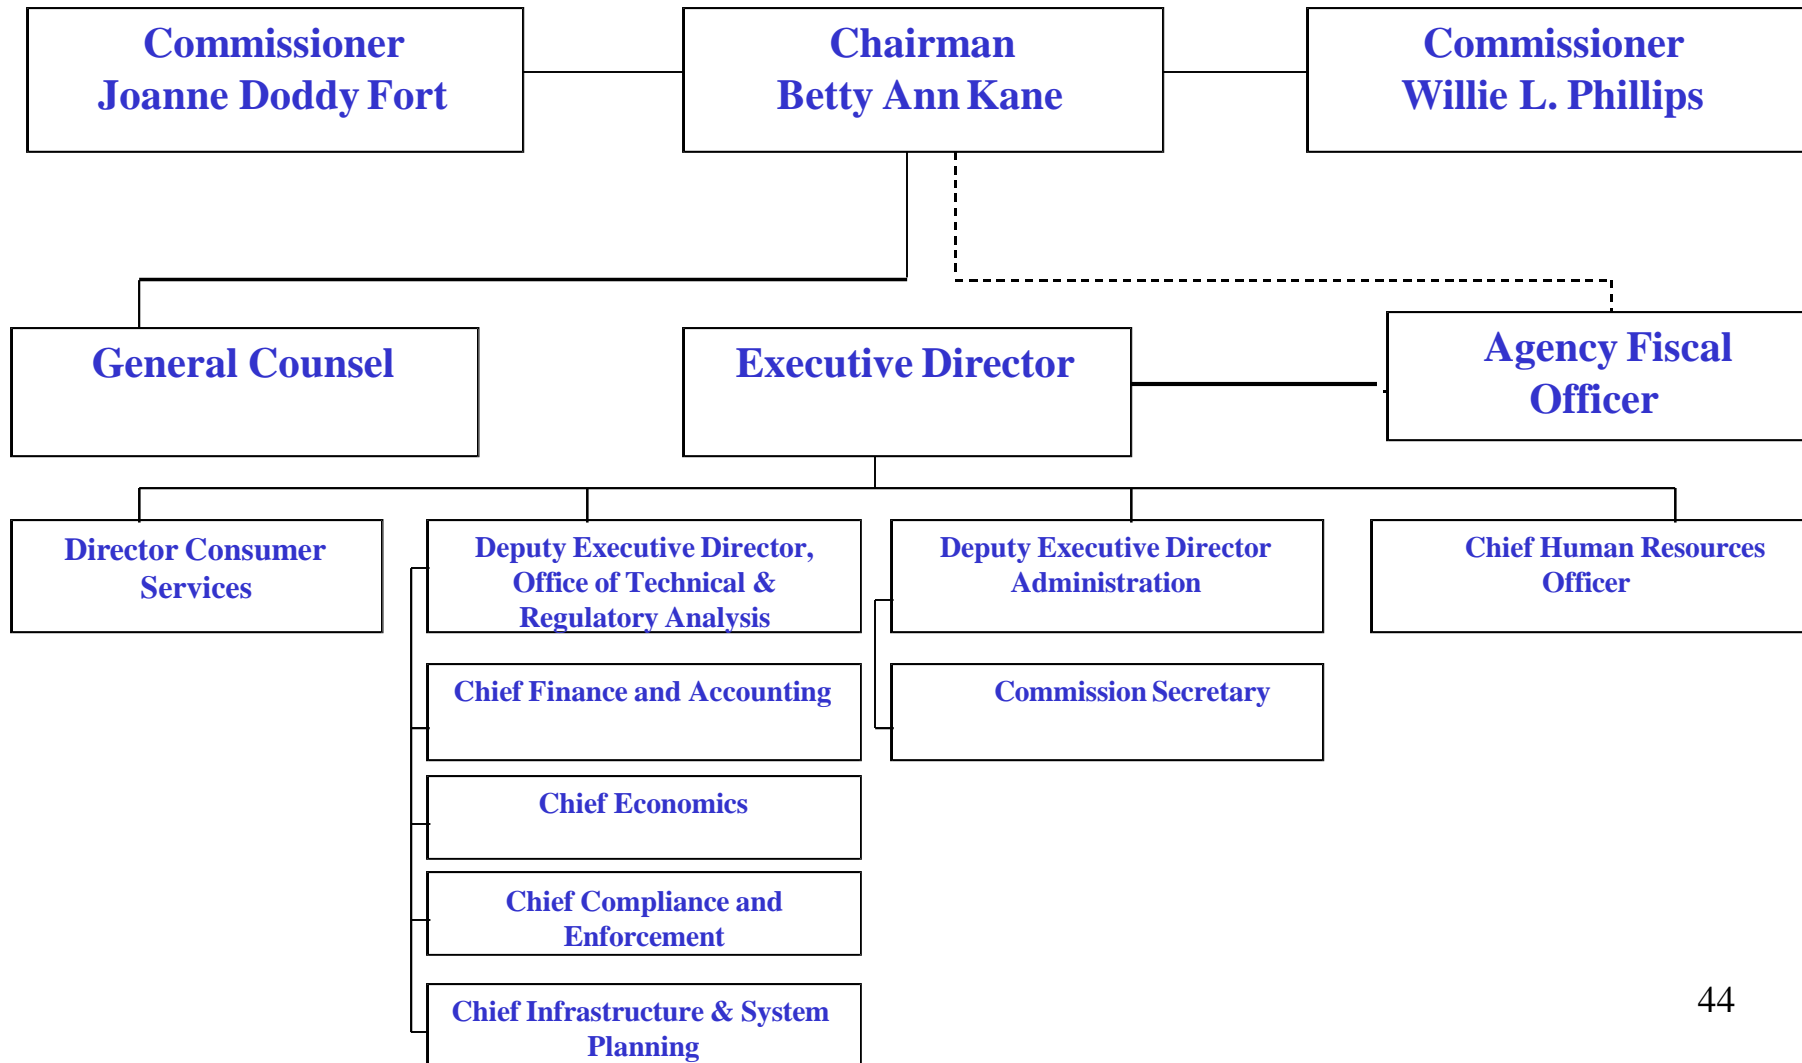 Commissioner
Joanne Doddy Fort
Chairman
Betty Ann Kane
Commissioner
Willie L. Phillips
General Counsel
Executive Director
Agency Fiscal
Officer
Director Consumer
Services
Deputy Executive Director,
Office of Technical &
Regulatory Analysis
Deputy Executive Director
Administration
Chief Human Resources
Officer
Chief Finance and Accounting
Commission Secretary
Chief Economics
Chief Compliance and
Enforcement
Chief Infrastructure & System
Planning
44